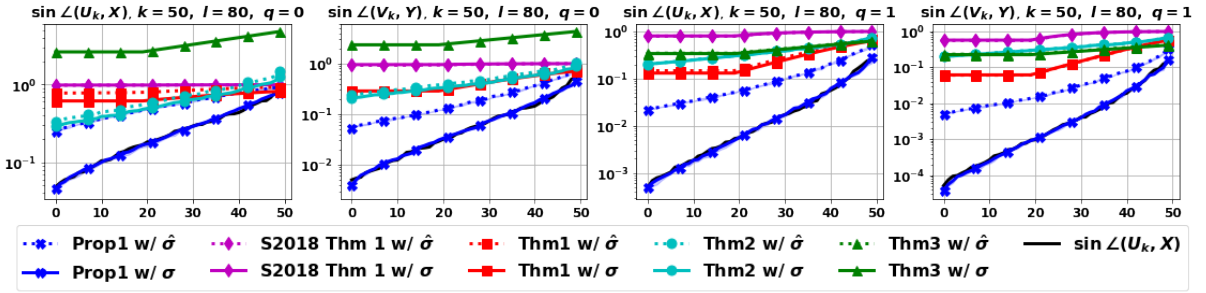 sin ∠(U_k, X), k = 50, l = 80, q = 0
10^0
10^-1
0 10 20 30 40 50
sin ∠(V_k, Y), k = 50, l = 80, q = 0
10^1
10^0
10^-1
10^-2
0 10 20 30 40 50
sin ∠(U_k, X), k = 50, l = 80, q = 1
10^0
10^-1
10^-2
10^-3
0 10 20 30 40 50
sin ∠(V_k, Y), k = 50, l = 80, q = 1
10^0
10^-1
10^-2
10^-3
10^-4
0 10 20 30 40 50
Prop1 w/ σ̂ S2018 Thm 1 w/ σ̂ Thm1 w/ σ̂ Thm2 w/ σ̂ Thm3 w/ σ̂ sin ∠(U_k, X)
Prop1 w/ σ S2018 Thm 1 w/ σ Thm1 w/ σ Thm2 w/ σ Thm3 w/ σ